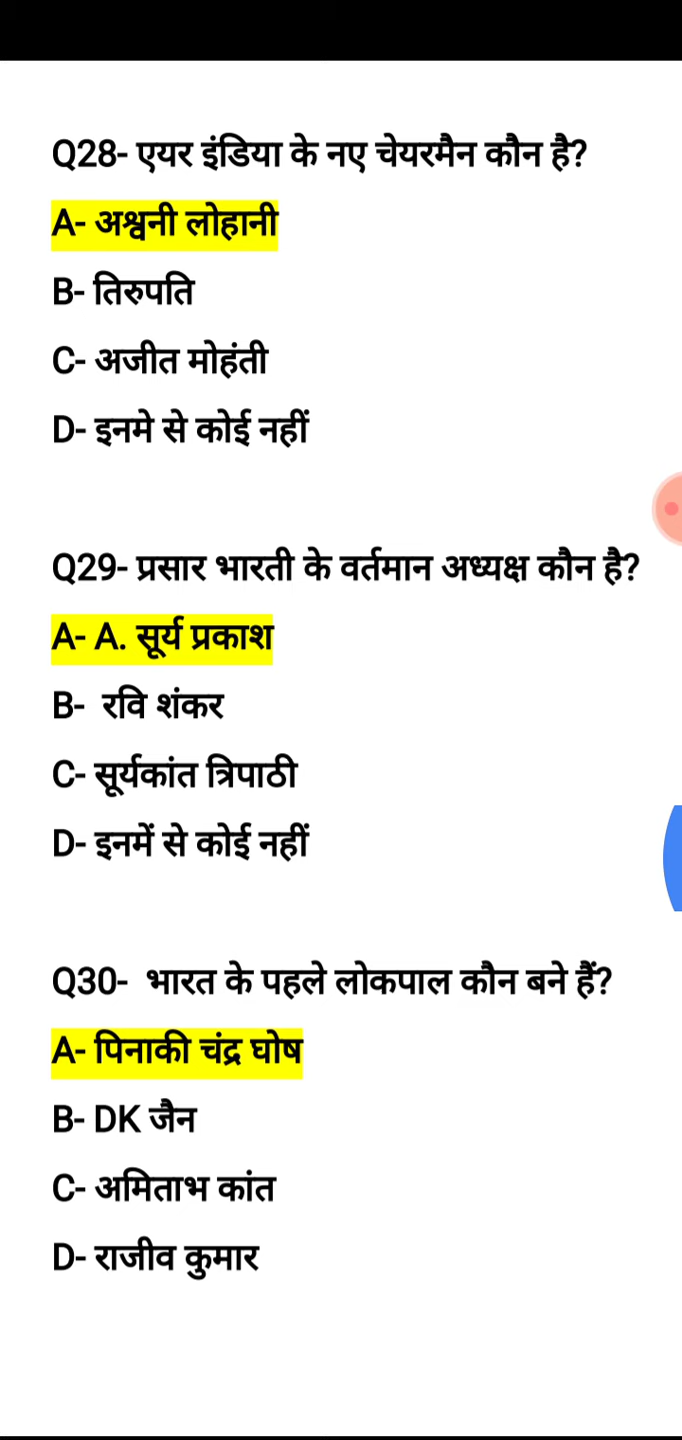 Q28- एयर इंडिया के नए चेयरमैन कौन है?
A- अश्वनी लोहानी
B- तिरुपति
C- अजीत मोहंती
D- इनमे से कोई नहीं
Q29- प्रसार भारती के वर्तमान अध्यक्ष कौन है?
A- A. सूर्य प्रकाश
B- रवि शंकर
C- सूर्यकांत त्रिपाठी
D- इनमें से कोई नहीं
Q30- भारत के पहले लोकपाल कौन बने हैं?
A- पिनाकी चंद्र घोष
B- DK जैन
C- अमिताभ कांत
D- राजीव कुमार